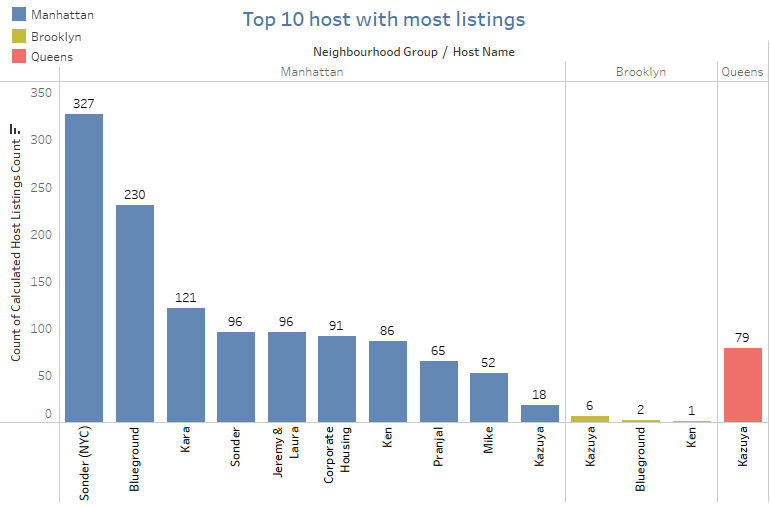 Manhattan
Brooklyn
Queens
Top 10 host with most listings
Neighbourhood Group / Host Name
Manhattan
Brooklyn
Queens
Count of Calculated Host Listings Count
350
300
250
200
150
100
50
0
327
230
121
96
96
91
86
65
52
18
6
2
1
79
Sonder (NYC)
Blueground
Kara
Sonder
Jeremy &
Laura
Corporate
Housing
Ken
Pranjal
Mike
Kazuya
Kazuya
Blueground
Ken
Kazuya